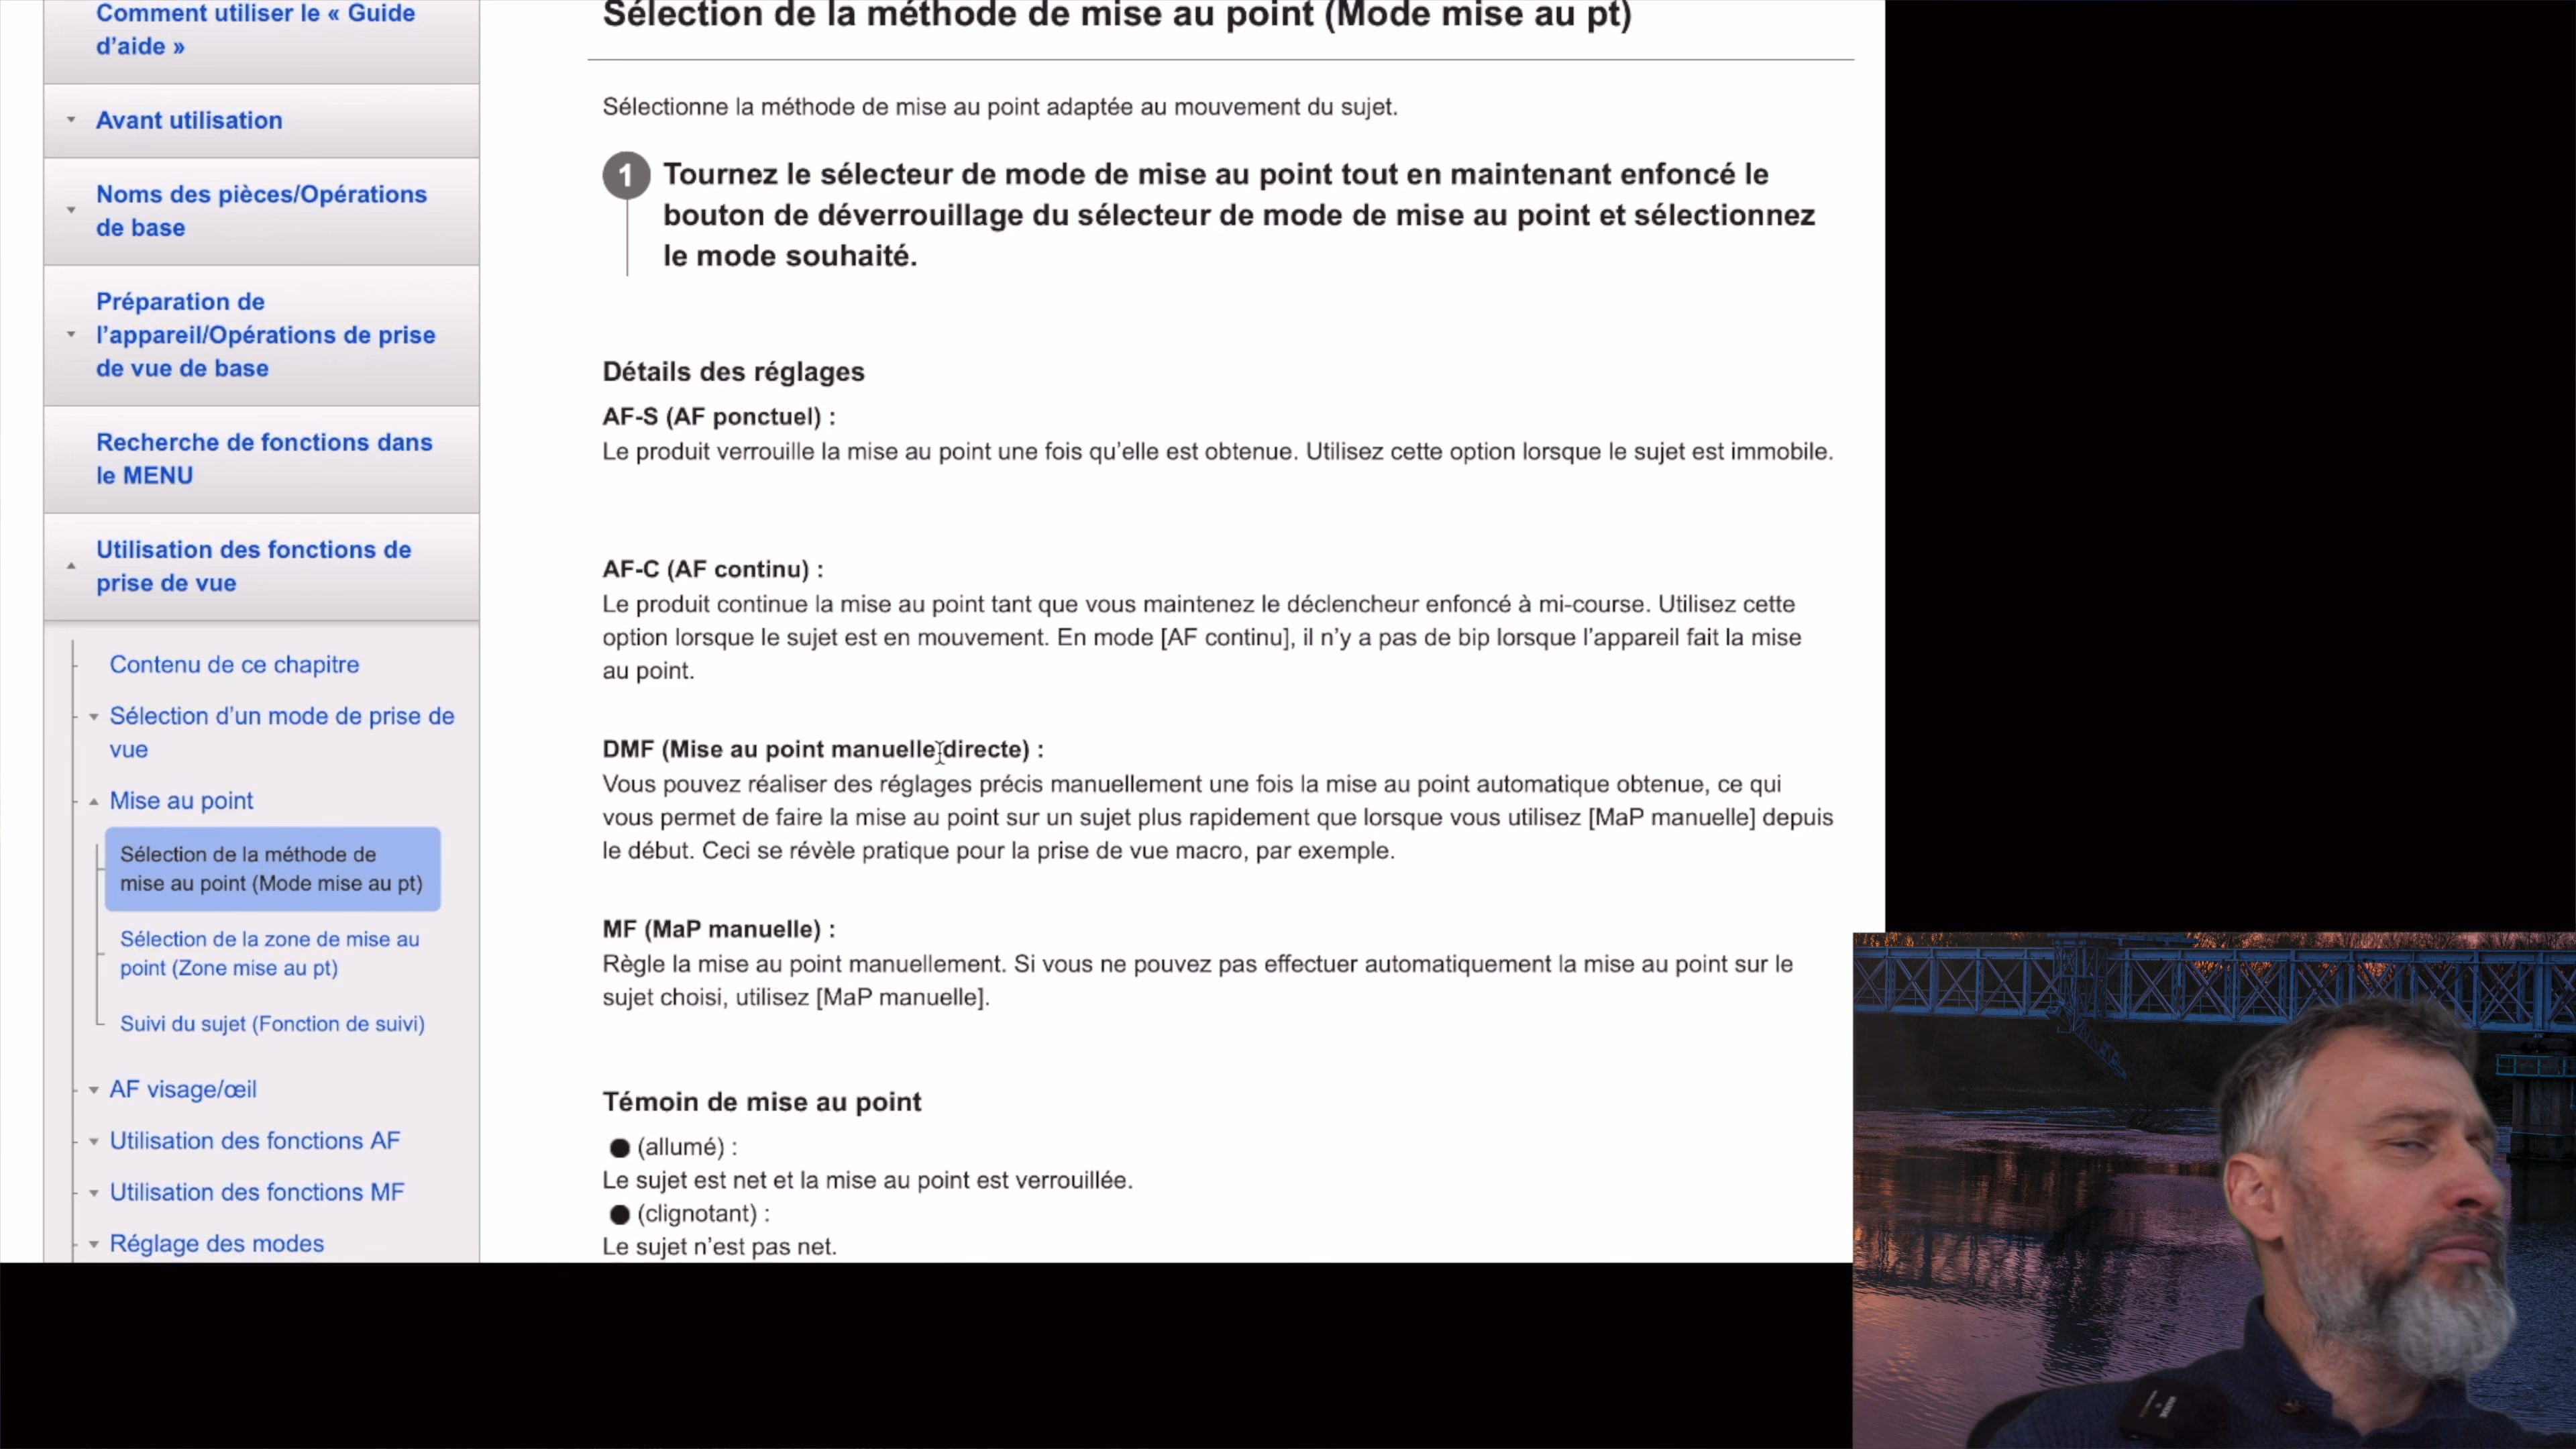 Comment utiliser le « Guide
d’aide »
Avant utilisation
Noms des pièces/Opérations
de base
Préparation de
l’appareil/Opérations de prise
de vue de base
Recherche de fonctions dans
le MENU
Utilisation des fonctions de
prise de vue
Contenu de ce chapitre
Sélection d’un mode de prise de
vue
Mise au point
Sélection de la méthode de
mise au point (Mode mise au pt)
Sélection de la zone de mise au
point (Zone mise au pt)
Suivi du sujet (Fonction de suivi)
AF visage/œil
Utilisation des fonctions AF
Utilisation des fonctions MF
Réglage des modes
Sélection de la méthode de mise au point (Mode mise au pt)
Sélectionne la méthode de mise au point adaptée au mouvement du sujet.
1 Tournez le sélecteur de mode de mise au point tout en maintenant enfoncé le
bouton de déverrouillage du sélecteur de mode de mise au point et sélectionnez
le mode souhaité.
Détails des réglages
AF-S (AF ponctuel) :
Le produit verrouille la mise au point une fois qu’elle est obtenue. Utilisez cette option lorsque le sujet est immobile.
AF-C (AF continu) :
Le produit continue la mise au point tant que vous maintenez le déclencheur enfoncé à mi-course. Utilisez cette
option lorsque le sujet est en mouvement. En mode [AF continu], il n’y a pas de bip lorsque l’appareil fait la mise
au point.
DMF (Mise au point manuelle directe) :
Vous pouvez réaliser des réglages précis manuellement une fois la mise au point automatique obtenue, ce qui
vous permet de faire la mise au point sur un sujet plus rapidement que lorsque vous utilisez [MaP manuelle] depuis
le début. Ceci se révèle pratique pour la prise de vue macro, par exemple.
MF (MaP manuelle) :
Règle la mise au point manuellement. Si vous ne pouvez pas effectuer automatiquement la mise au point sur le
sujet choisi, utilisez [MaP manuelle].
Témoin de mise au point
● (allumé) :
Le sujet est net et la mise au point est verrouillée.
● (clignotant) :
Le sujet n’est pas net.